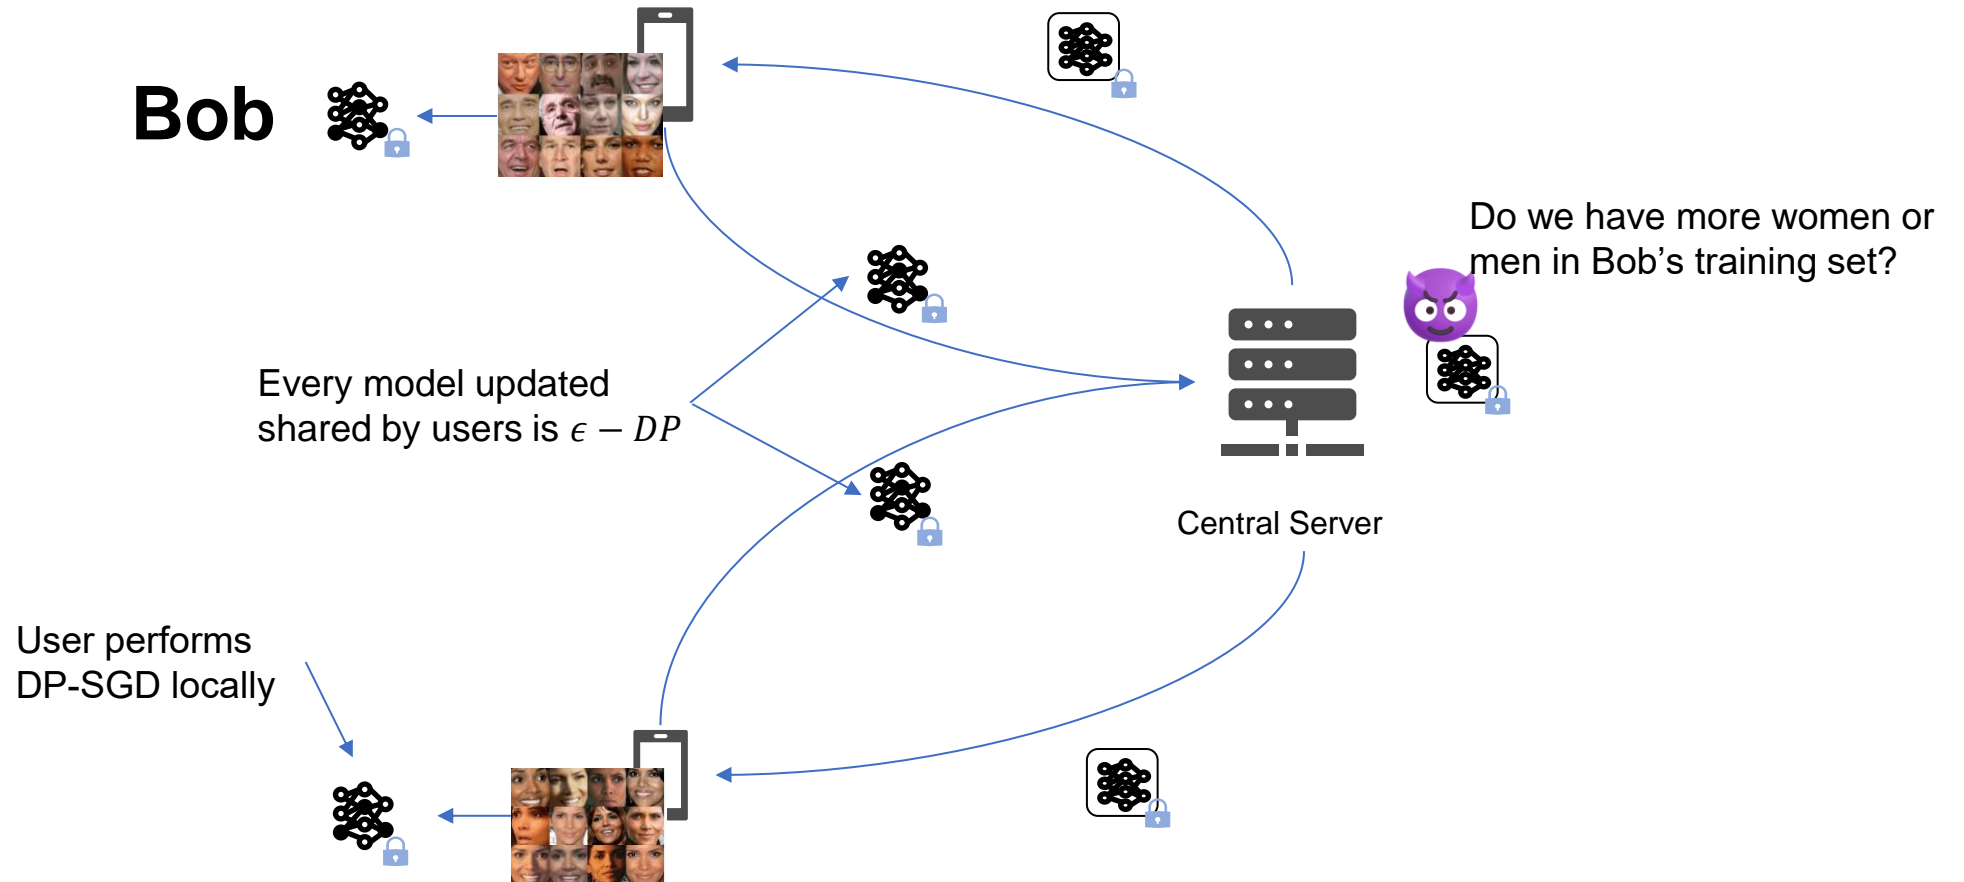 Bob
Do we have more women or
men in Bob’s training set?
Every model updated
shared by users is ϵ − DP
Central Server
User performs
DP-SGD locally